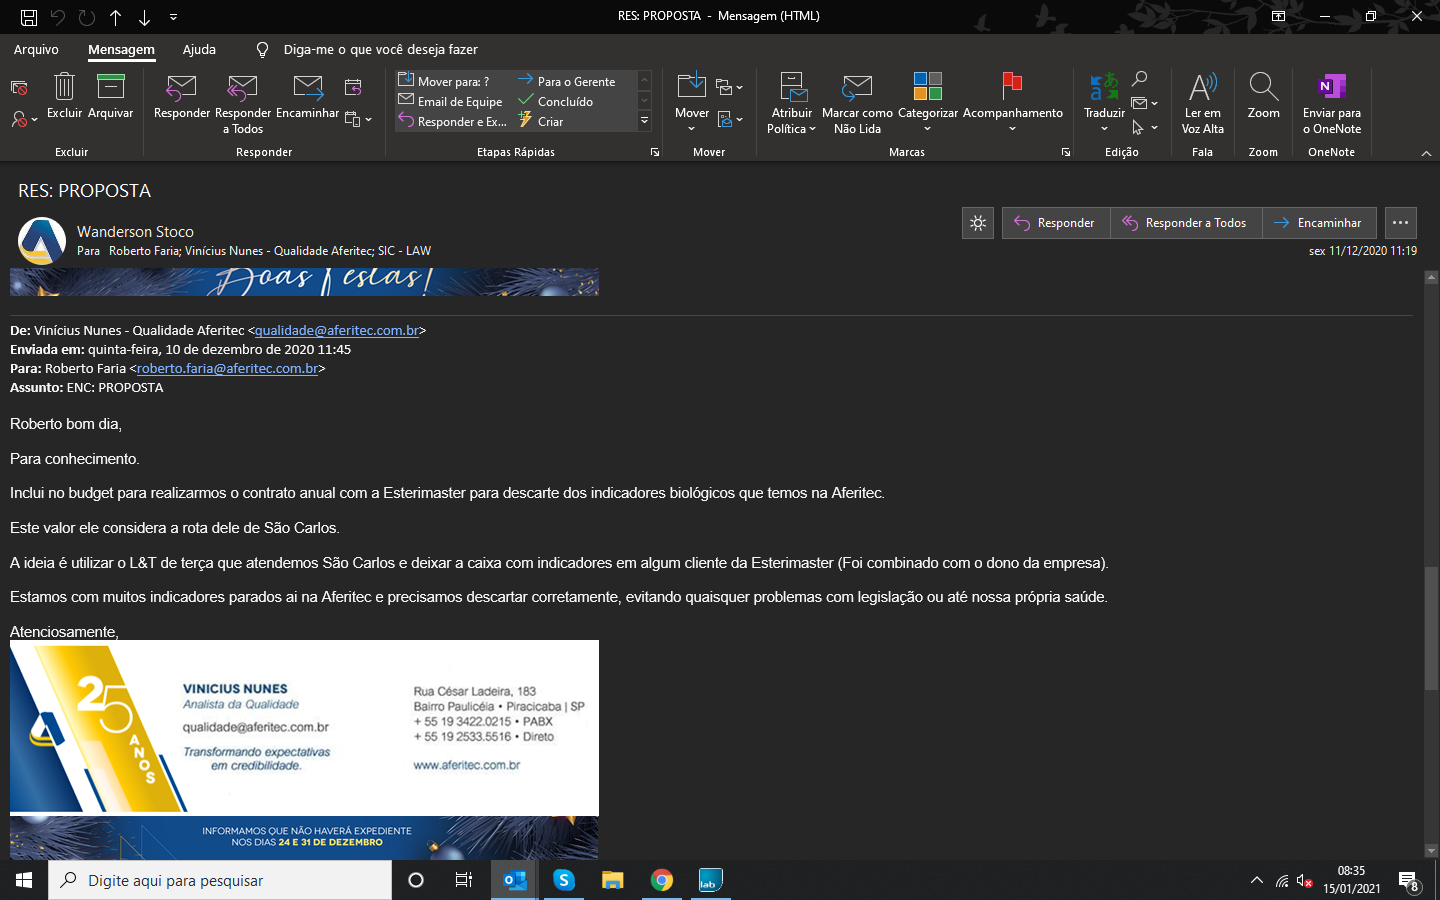 RES: PROPOSTA - Mensagem (HTML)
Arquivo Mensagem Ajuda Diga-me o que você deseja fazer
Excluir Arquivar
Responder Responder a Todos Encaminhar
Mover para: ? Para o Gerente
Email de Equipe Concluído
Responder e Ex... Criar
Mover
Atribuir Política Marcar como Não Lida Categorizar Acompanhamento
Traduzir
Ler em Voz Alta
Zoom
Enviar para o OneNote
Excluir Responder Etapas Rápidas Mover Marcas Edição Fala Zoom OneNote
RES: PROPOSTA
Wanderson Stoco
Para Roberto Faria; Vinícius Nunes - Qualidade Aferitec; SIC - LAW
Responder Responder a Todos Encaminhar
sex 11/12/2020 11:19
Boas Festas!
De: Vinícius Nunes - Qualidade Aferitec <qualidade@aferitec.com.br>
Enviada em: quinta-feira, 10 de dezembro de 2020 11:45
Para: Roberto Faria <roberto.faria@aferitec.com.br>
Assunto: ENC: PROPOSTA
Roberto bom dia,
Para conhecimento.
Inclui no budget para realizarmos o contrato anual com a Esterimaster para descarte dos indicadores biológicos que temos na Aferitec.
Este valor ele considera a rota dele de São Carlos.
A ideia é utilizar o L&T de terça que atendemos São Carlos e deixar a caixa com indicadores em algum cliente da Esterimaster (Foi combinado com o dono da empresa).
Estamos com muitos indicadores parados ai na Aferitec e precisamos descartar corretamente, evitando quaisquer problemas com legislação ou até nossa própria saúde.
Atenciosamente,
25 ANOS
VINICIUS NUNES
Analista da Qualidade
qualidade@aferitec.com.br
Transformando expectativas
em credibilidade.
Rua César Ladeira, 183
Bairro Paulicéia • Piracicaba | SP
+ 55 19 3422.0215 • PABX
+ 55 19 2533.5516 • Direto
www.aferitec.com.br
INFORMAMOS QUE NÃO HAVERÁ EXPEDIENTE
NOS DIAS 24 E 31 DE DEZEMBRO
Digite aqui para pesquisar
lab
08:35
15/01/2021
8